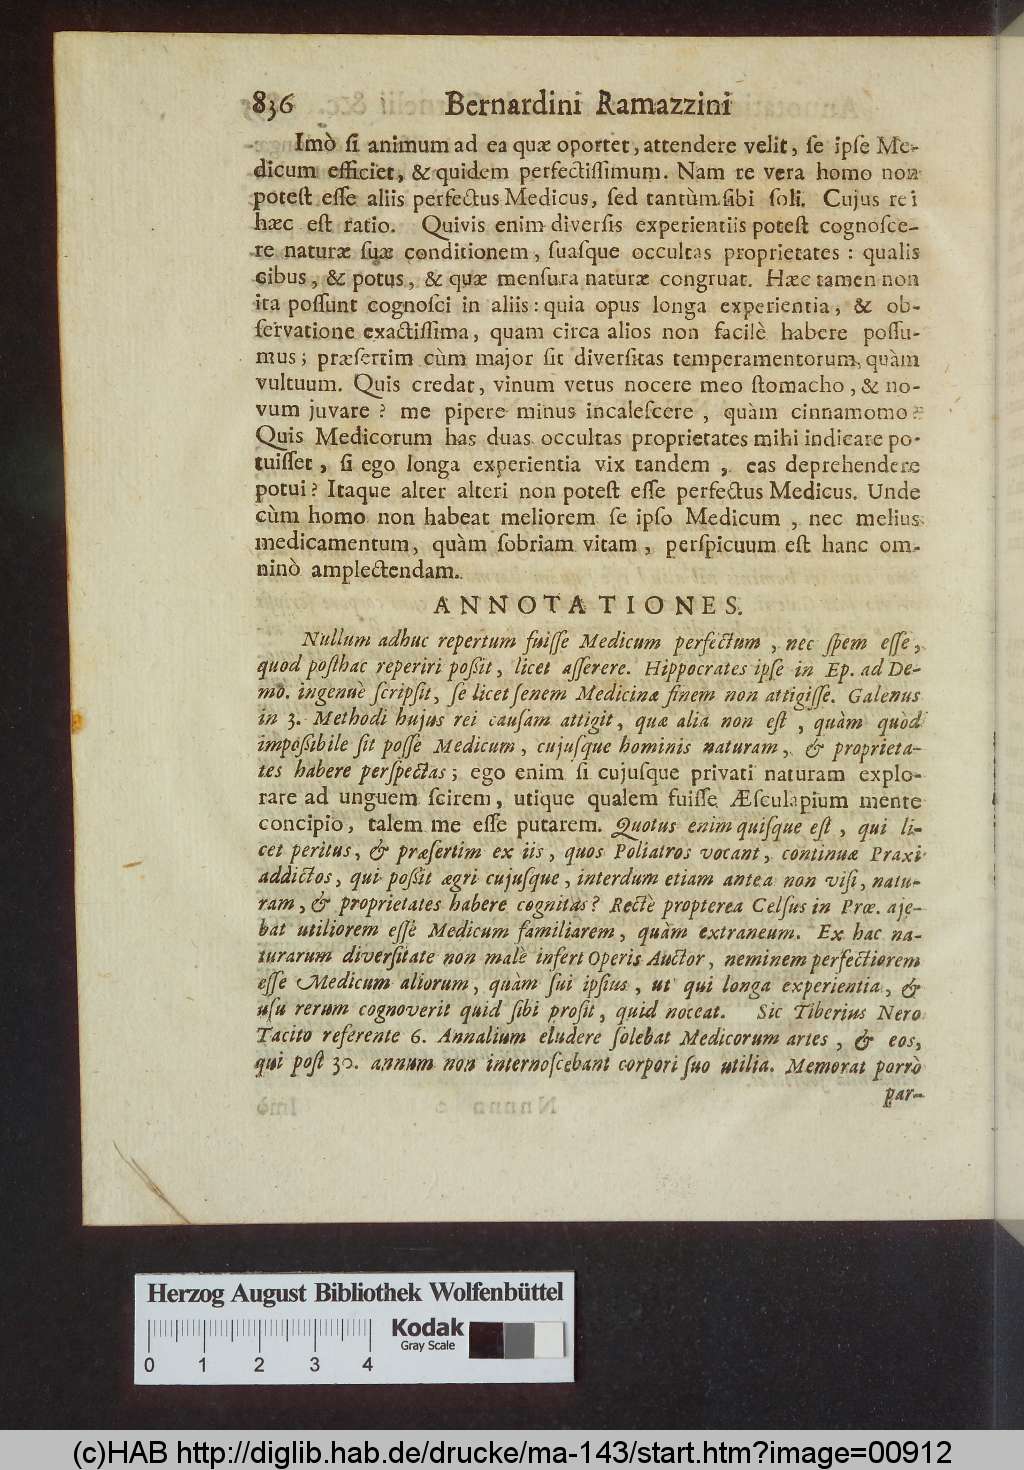 836 Bernardini Ramazzini
Imò ſi animum ad ea quæ oportet, attendere velit, ſe ipſe Me-
dicum efficiet, & quidem perfectiſſimum. Nam re vera homo non
poteſt eſſe aliis perfectus Medicus, ſed tantùm ſibi ſoli. Cujus rei
hæc eſt ratio. Quivis enim diverſis experientiis poteſt cognoſce-
re naturæ ſuæ conditionem, ſuaſque occultas proprietates: qualis
cibus, & potus, & quæ menſura naturæ congruat. Hæc tamen non
ita poſſunt cognoſci in aliis: quia opus longa experientia, & ob-
ſervatione exactiſſima, quam circa alios non facilè habere poſſu-
mus; præſertim cùm major ſit diverſitas temperamentorum, quàm
vultuum. Quis credat, vinum vetus nocere meo ſtomacho, & no-
vum juvare? me pipere minus incaleſcere, quàm cinnamomo?
Quis Medicorum has duas occultas proprietates mihi indicare po-
tuiſſet, ſi ego longa experientia vix tandem, eas deprehendere
potui? Itaque alter alteri non poteſt eſſe perfectus Medicus. Unde
cùm homo non habeat meliorem ſe ipſo Medicum, nec melius
medicamentum, quàm ſobriam vitam, perſpicuum eſt hanc om-
ninò amplectendam.
ANNOTATIONES.
Nullum adhuc repertum fuiſſe Medicum perfectum, nec ſpem eſſe,
quod poſthac reperiri poßit, licet aſſerere. Hippocrates ipſe in Ep. ad De-
mo. ingenuè ſcripſit, ſe licet ſenem Medicinæ finem non attigiſſe. Galenus
in 3. Methodi hujus rei cauſam attigit, quæ alia non eſt, quàm quòd
impoßibile ſit poſſe Medicum, cujuſque hominis naturam, & proprieta-
tes habere perſpectas; ego enim ſi cujuſque privati naturam explo-
rare ad unguem ſcirem, utique qualem fuiſſe Æſculapium mente
concipio, talem me eſſe putarem. Quotus enim quiſque eſt, qui li-
cet peritus, & præſertim ex iis, quos Poliatros vocant, continuæ Praxi
addictos, qui poßit ægri cujuſque, interdum etiam antea non viſi, natu-
ram, & proprietates habere cognitas? Rectè propterea Celſus in Præ. aje-
bat utiliorem eſſe Medicum familiarem, quàm extraneum. Ex hac na-
turarum diverſitate non malè infert Operis Auctor, neminem perfectiorem
eſſe Medicum aliorum, quàm ſui ipſius, ut qui longa experientia, &
uſu rerum cognoverit quid ſibi proſit, quid noceat. Sic Tiberius Nero
Tacito referente 6. Annalium eludere ſolebat Medicorum artes, & eos,
qui poſt 30. annum non internoſcebant corpori ſuo utilia. Memorat porrò
par-
Herzog August Bibliothek Wolfenbüttel
Kodak
Gray Scale
0 1 2 3 4
(c)HAB http://diglib.hab.de/drucke/ma-143/start.htm?image=00912